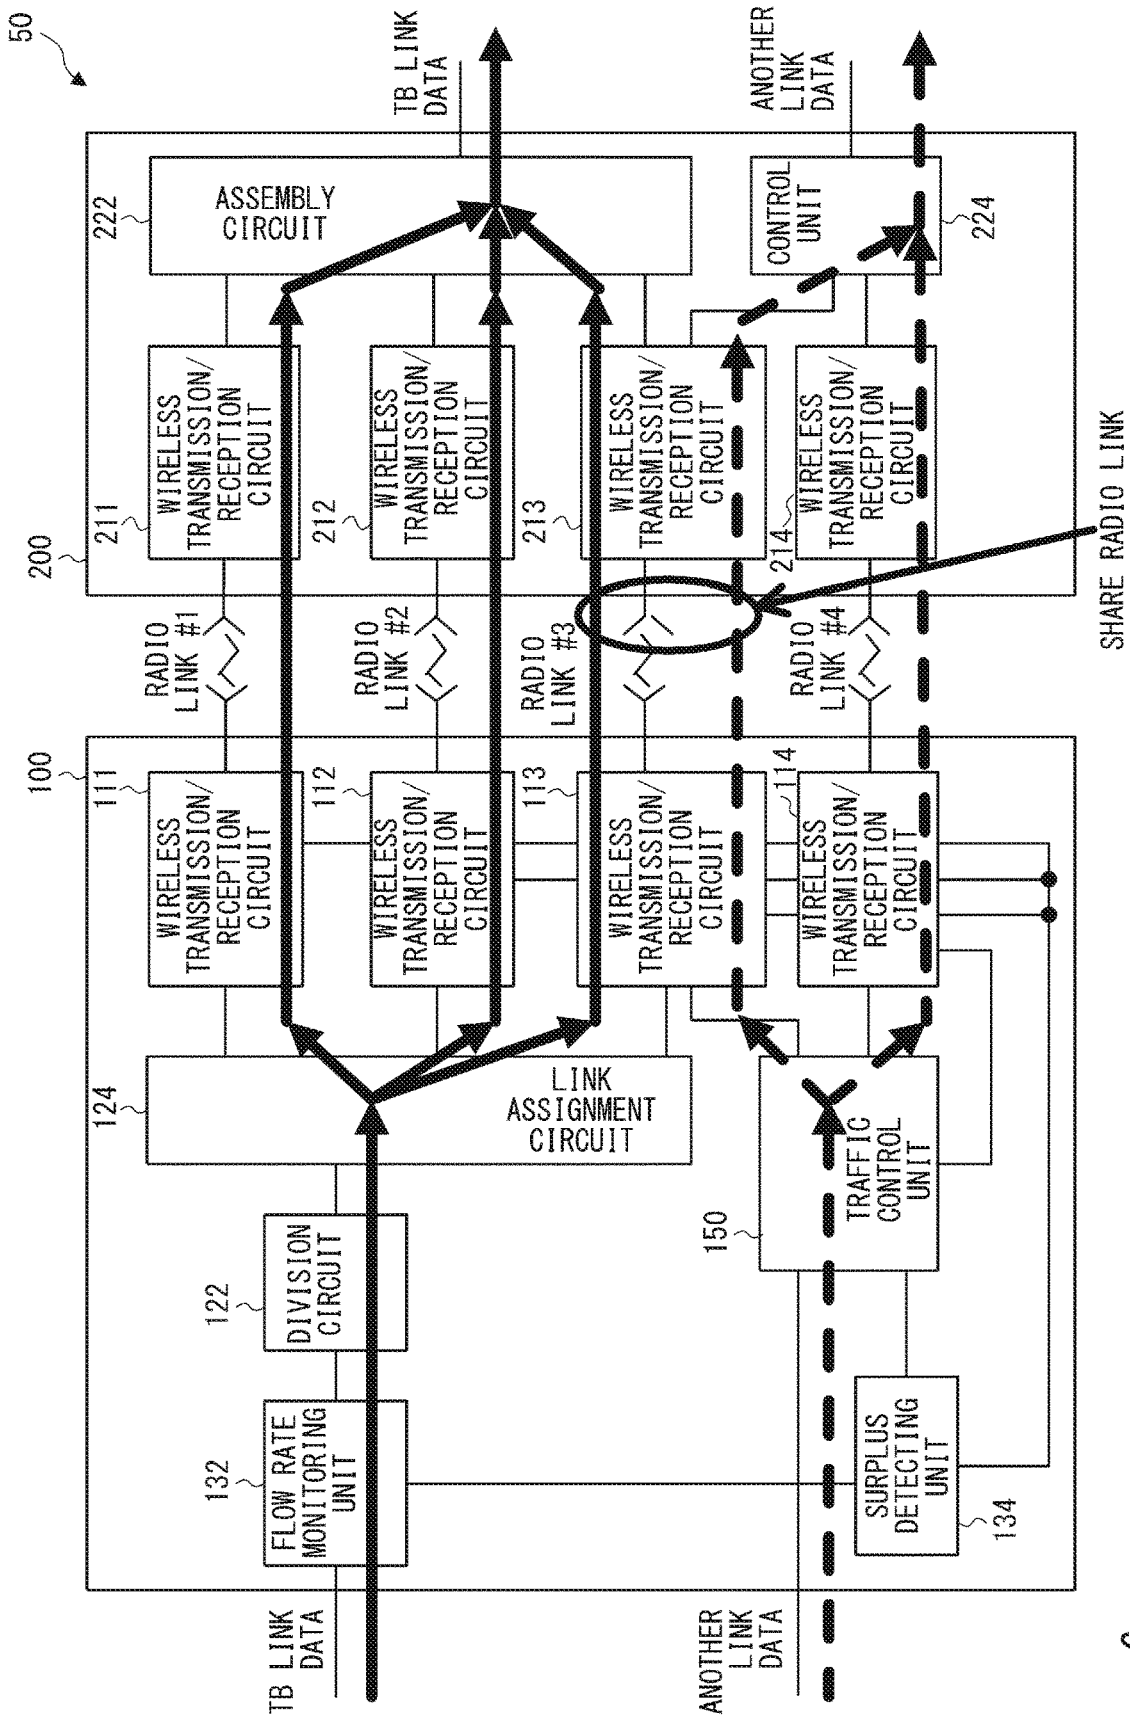 50
100
200
TB LINK
DATA
132
FLOW RATE
MONITORING
UNIT
122
DIVISION
CIRCUIT
124
LINK
ASSIGNMENT
CIRCUIT
111
WIRELESS
TRANSMISSION/
RECEPTION
CIRCUIT
112
WIRELESS
TRANSMISSION/
RECEPTION
CIRCUIT
113
WIRELESS
TRANSMISSION/
RECEPTION
CIRCUIT
114
WIRELESS
TRANSMISSION/
RECEPTION
CIRCUIT
RADIO
LINK #1
RADIO
LINK #2
RADIO
LINK #3
RADIO
LINK #4
211
WIRELESS
TRANSMISSION/
RECEPTION
CIRCUIT
212
WIRELESS
TRANSMISSION/
RECEPTION
CIRCUIT
213
WIRELESS
TRANSMISSION/
RECEPTION
CIRCUIT
214
WIRELESS
TRANSMISSION/
RECEPTION
CIRCUIT
222
ASSEMBLY
CIRCUIT
TB LINK
DATA
CONTROL
UNIT
224
ANOTHER
LINK
DATA
ANOTHER
LINK
DATA
150
TRAFFIC
CONTROL
UNIT
SURPLUS
DETECTING
UNIT
134
SHARE RADIO LINK